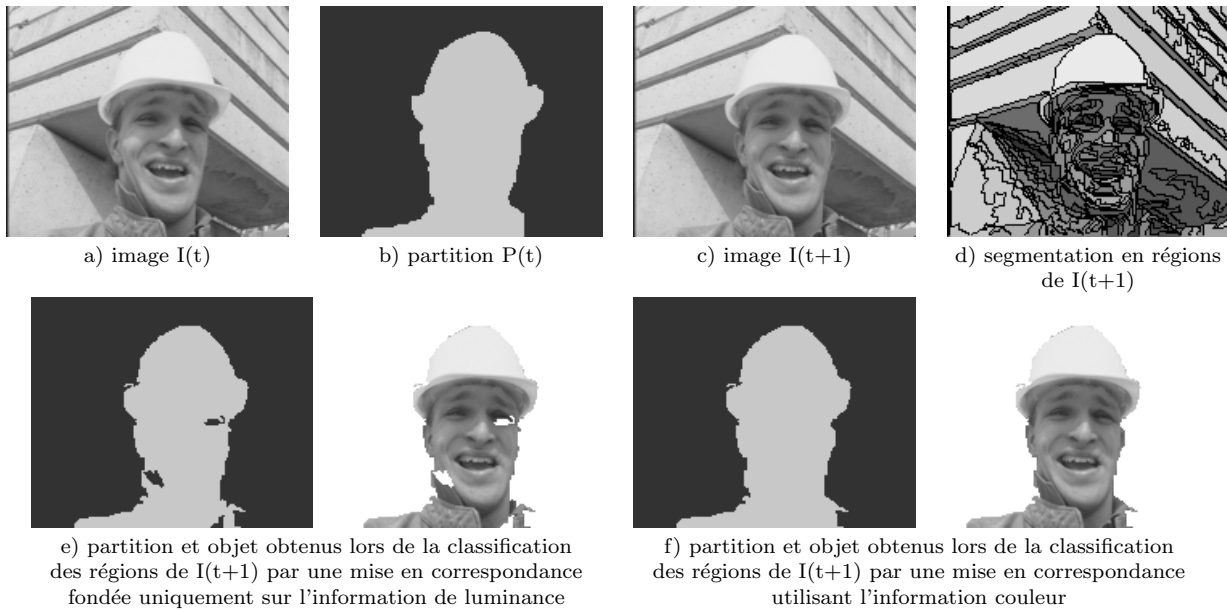 a) image I(t)
b) partition P(t)
c) image I(t+1)
d) segmentation en régions
de I(t+1)
e) partition et objet obtenus lors de la classification
des régions de I(t+1) par une mise en correspondance
fondée uniquement sur l'information de luminance
f) partition et objet obtenus lors de la classification
des régions de I(t+1) par une mise en correspondance
utilisant l'information couleur